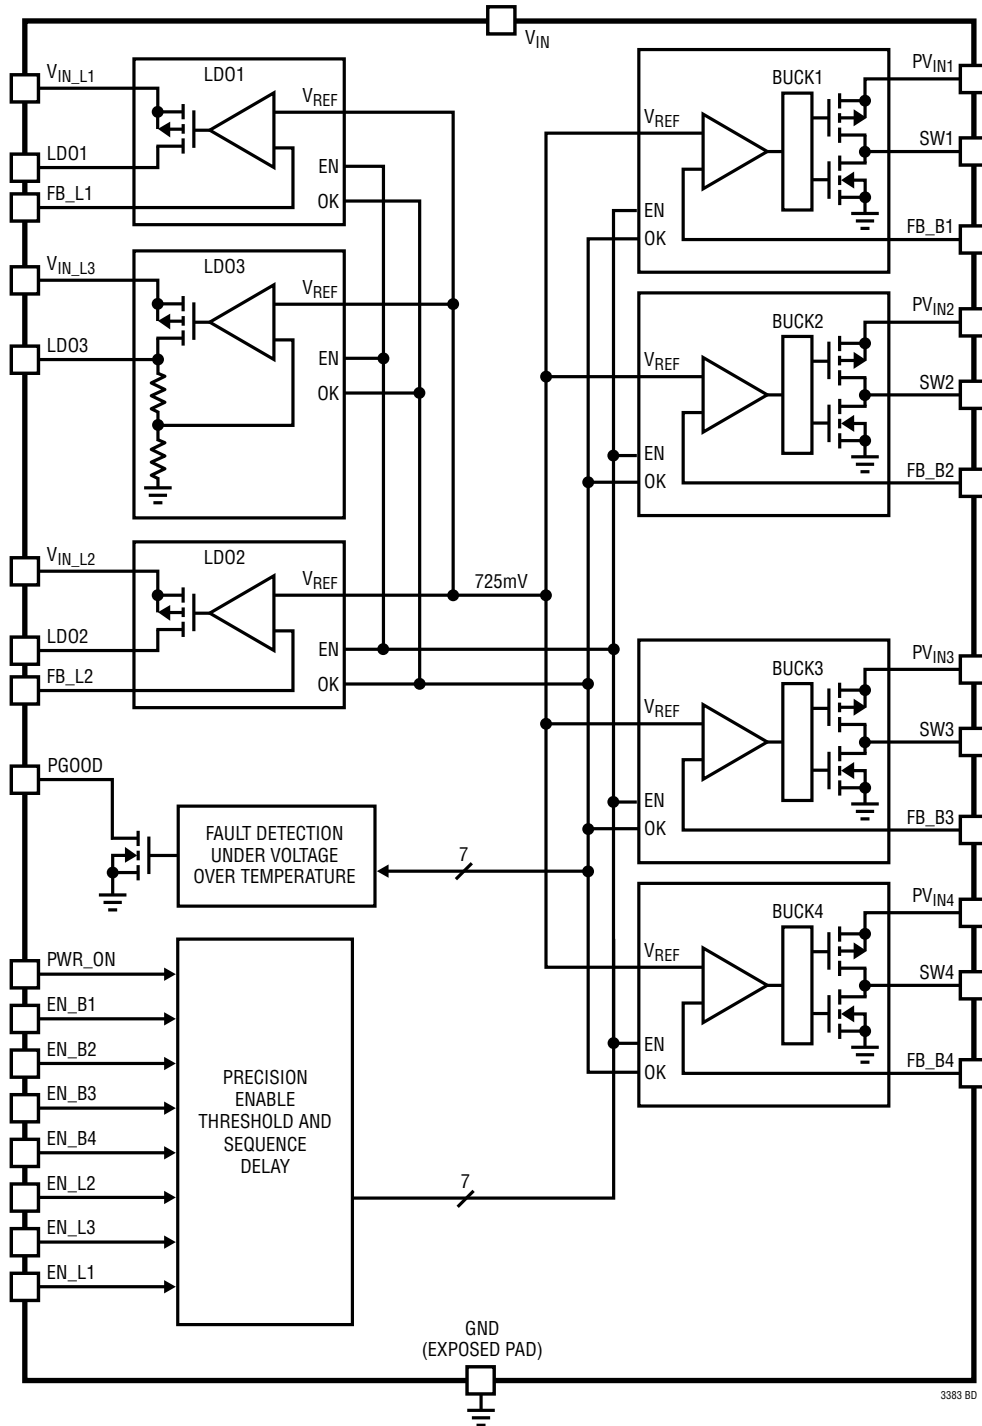 VIN
VIN_L1
LDO1
FB_L1
LDO1
VREF
EN
OK
VIN_L3
LDO3
LDO3
VREF
EN
OK
VIN_L2
LDO2
FB_L2
LDO2
VREF
EN
OK
725mV
PGOOD
FAULT DETECTION
UNDER VOLTAGE
OVER TEMPERATURE
7
PWR_ON
EN_B1
EN_B2
EN_B3
EN_B4
EN_L2
EN_L3
EN_L1
PRECISION
ENABLE
THRESHOLD AND
SEQUENCE
DELAY
7
BUCK1
VREF
EN
OK
PVIN1
SW1
FB_B1
BUCK2
VREF
EN
OK
PVIN2
SW2
FB_B2
BUCK3
VREF
EN
OK
PVIN3
SW3
FB_B3
BUCK4
VREF
EN
OK
PVIN4
SW4
FB_B4
GND
(EXPOSED PAD)
3383 BD